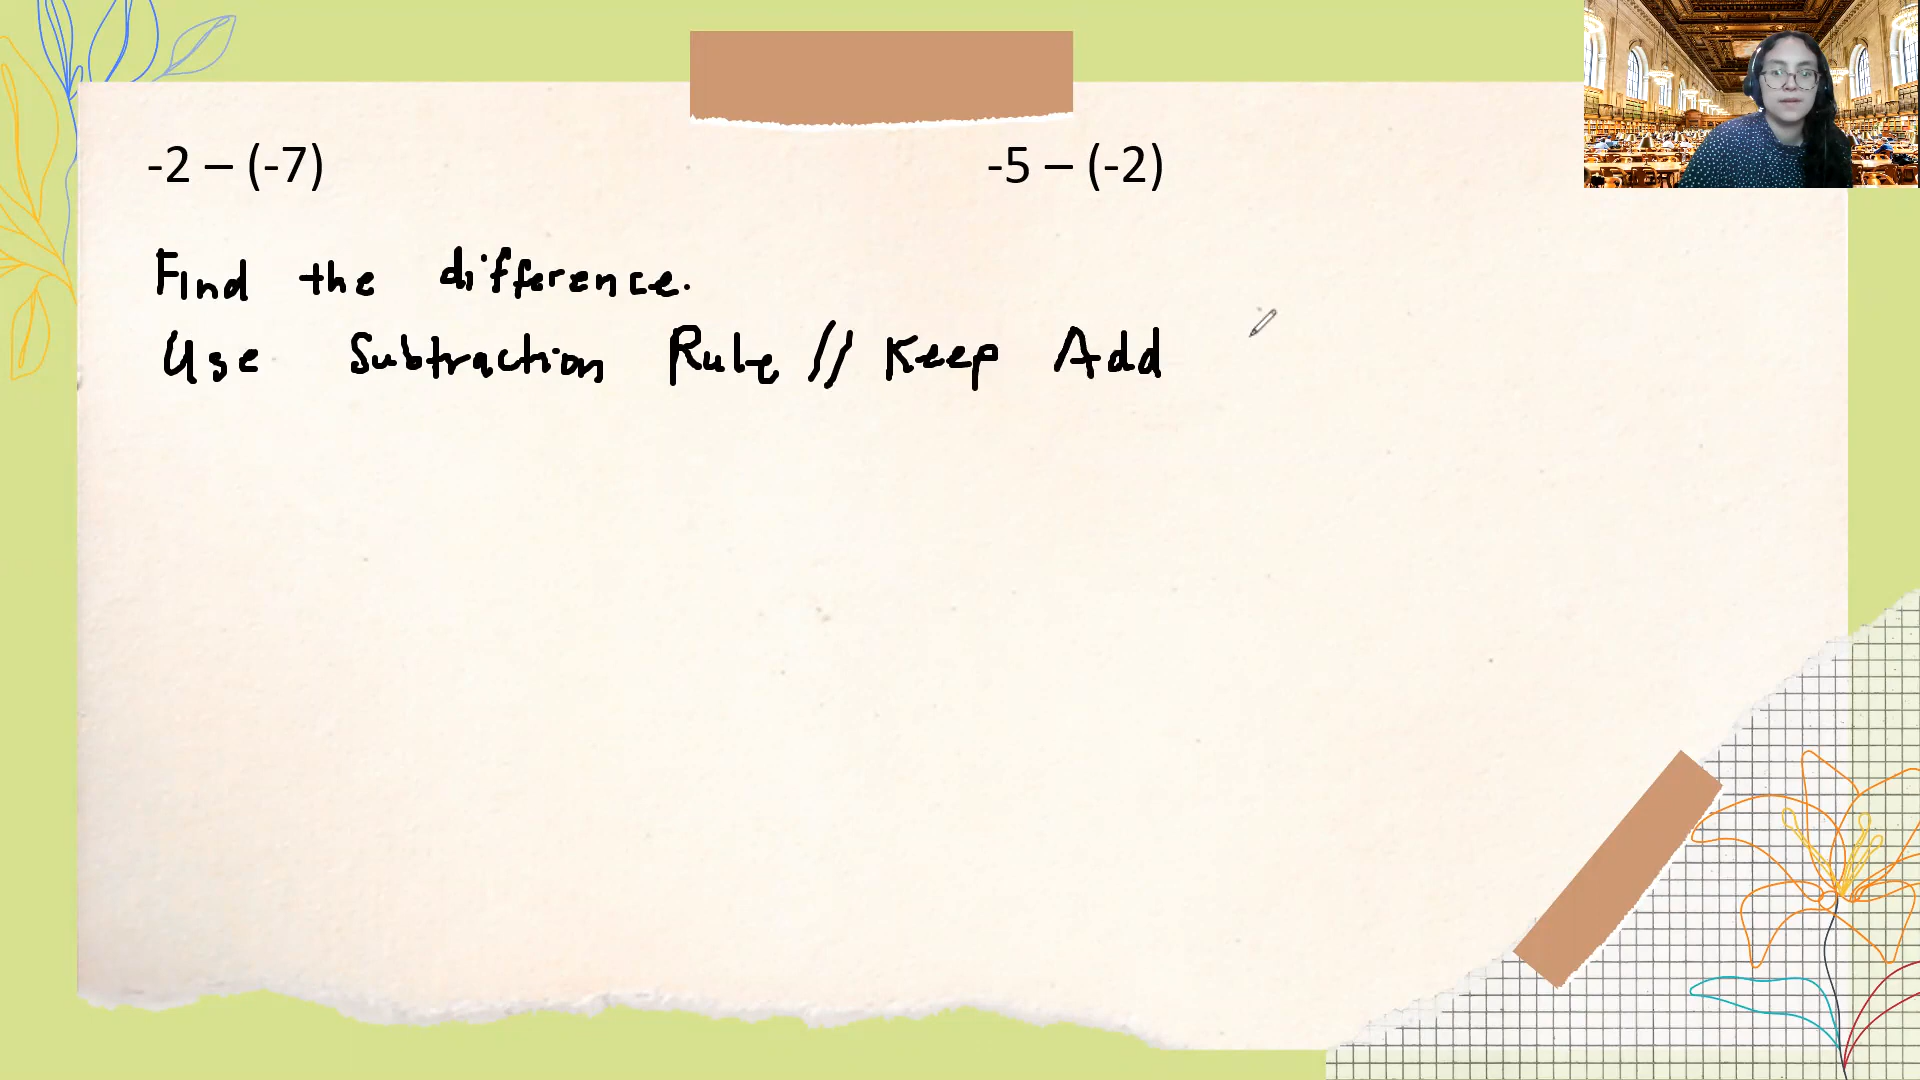 -2 – (-7)
-5 – (-2)
Find the difference.
Use Subtraction Rule // Keep Add